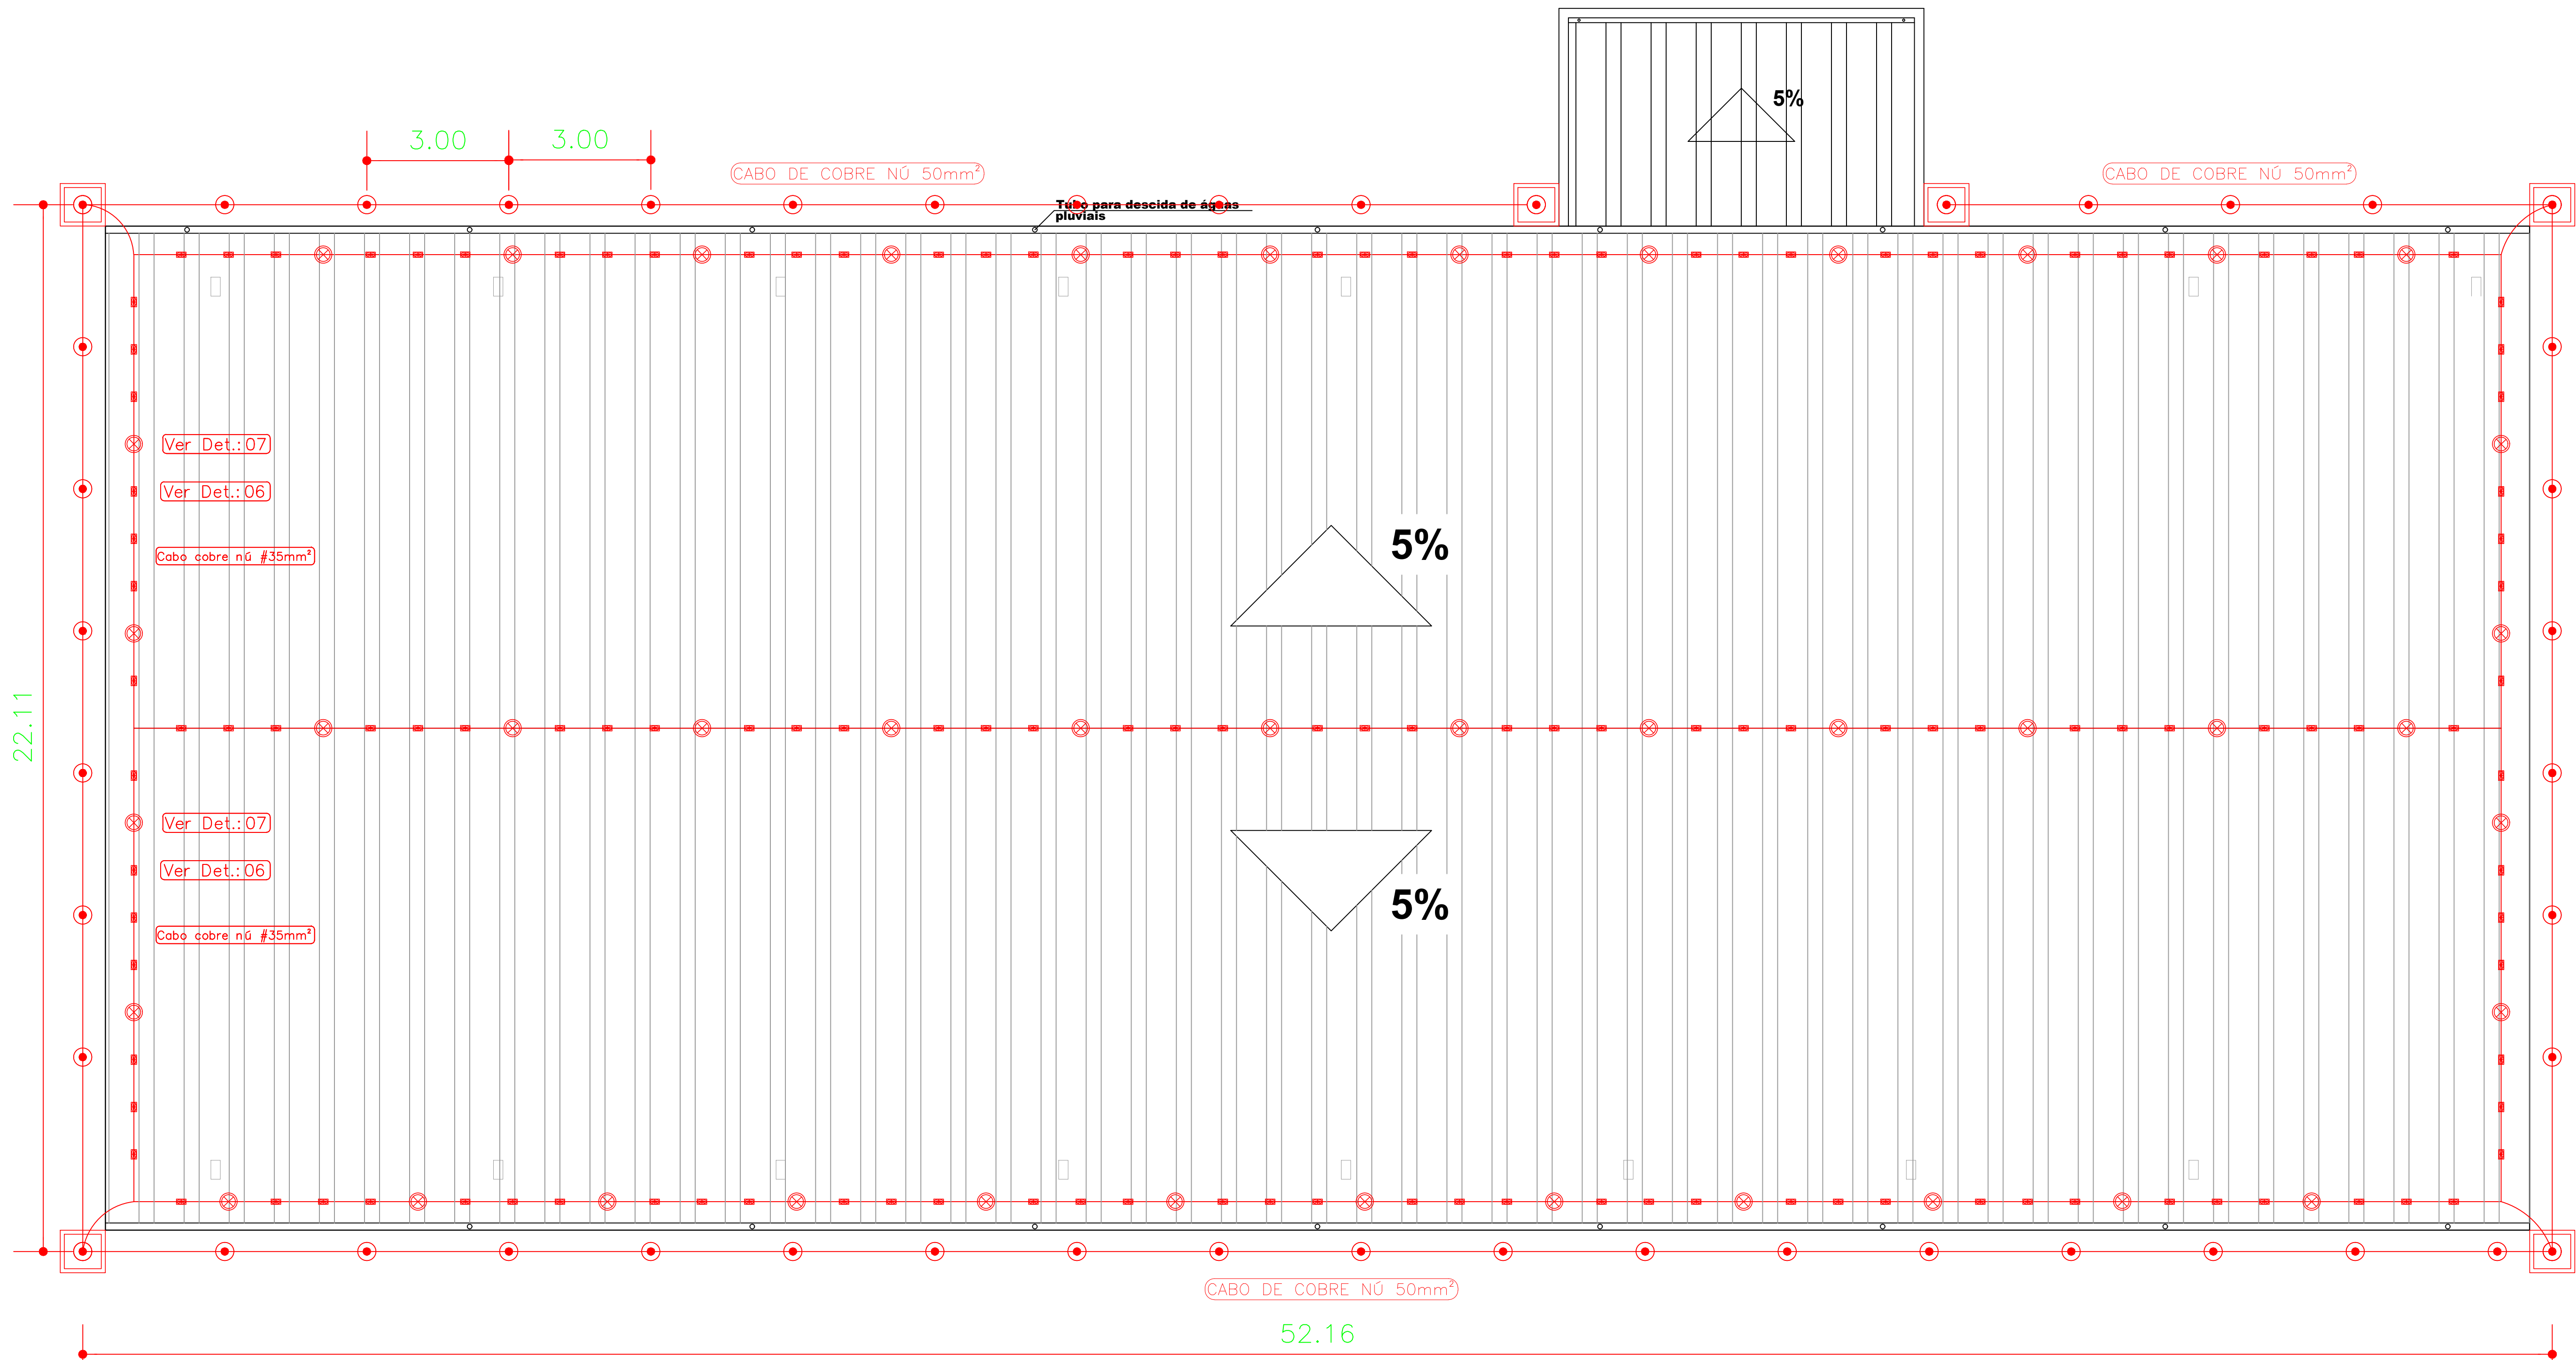 5%
3.00
3.00
CABO DE COBRE NÚ 50mm²
CABO DE COBRE NÚ 50mm²
Tubo para descida de águas
pluviais
Ver Det.:07
Ver Det.:06
Cabo cobre nú #35mm²
5%
22.11
Ver Det.:07
Ver Det.:06
Cabo cobre nú #35mm²
5%
CABO DE COBRE NÚ 50mm²
52.16